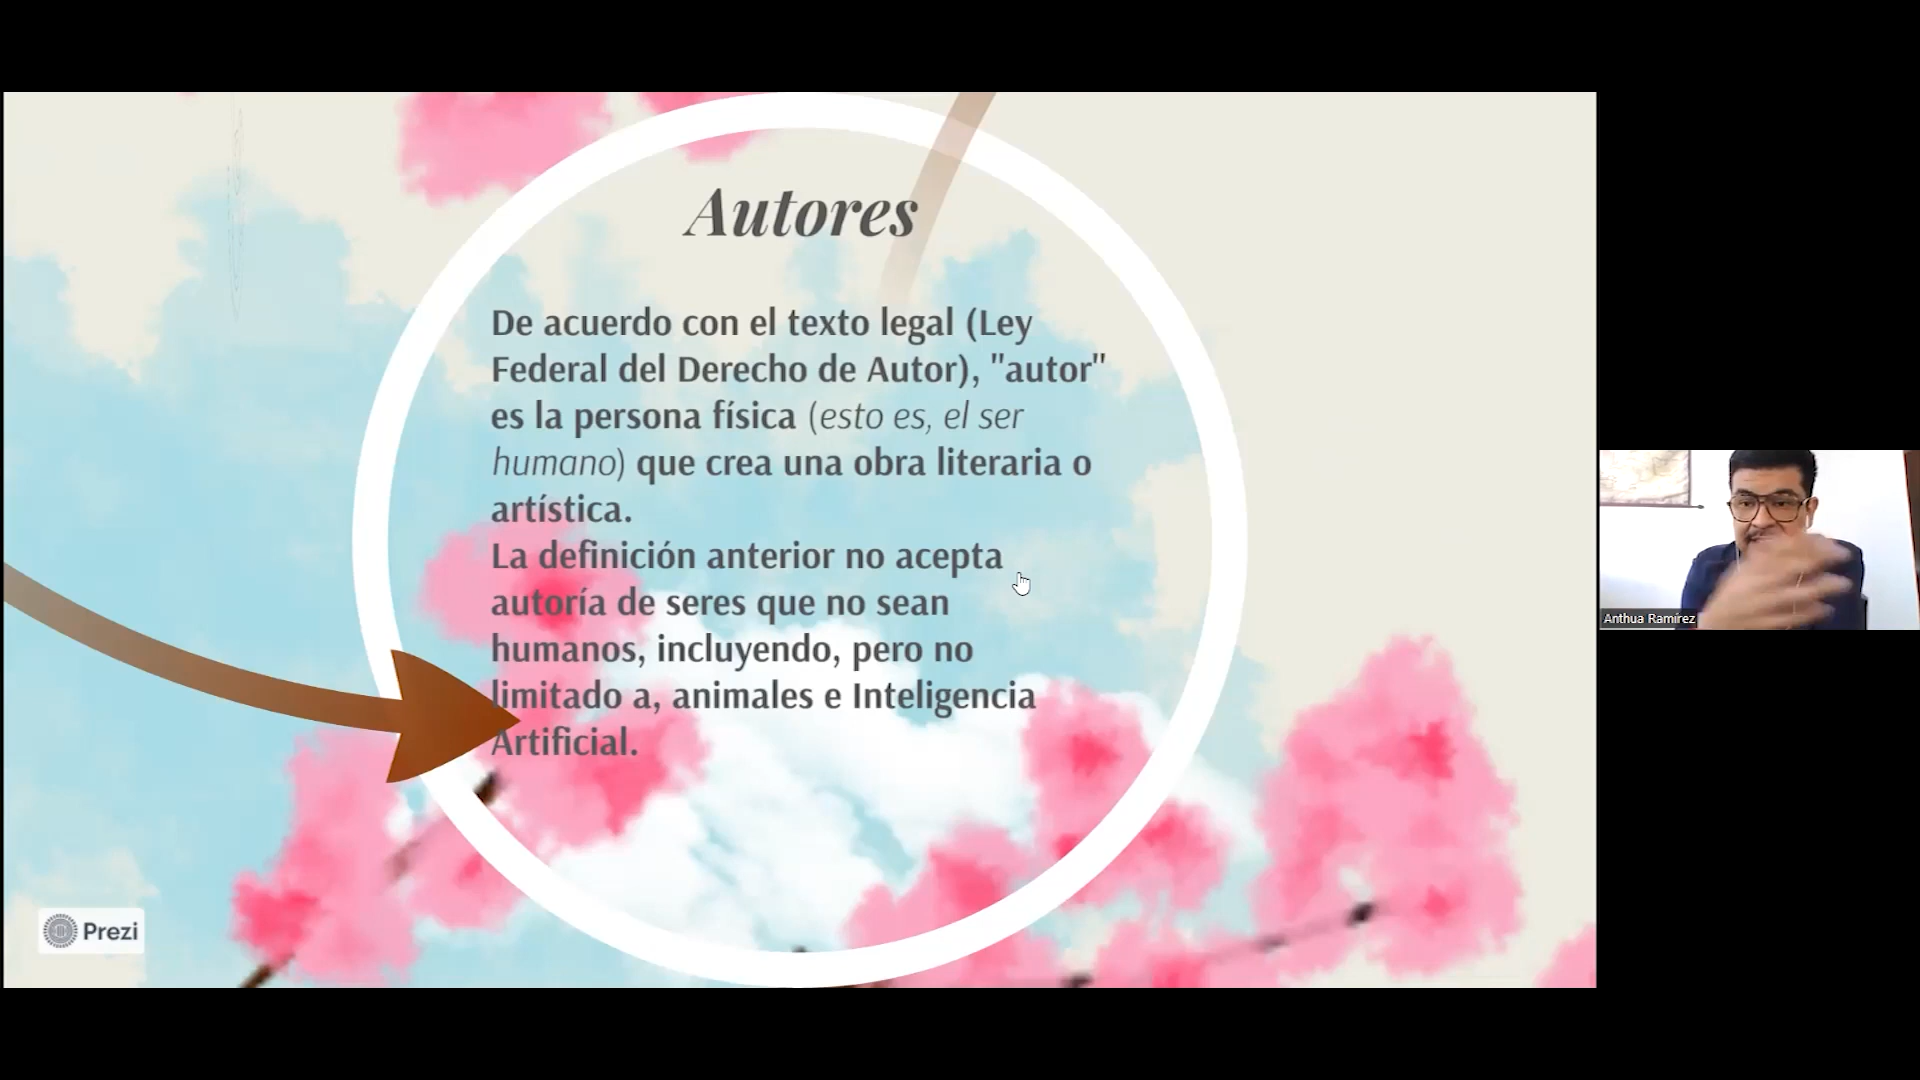 Autores
De acuerdo con el texto legal (Ley
Federal del Derecho de Autor), "autor"
es la persona física (esto es, el ser
humano) que crea una obra literaria o
artística.
La definición anterior no acepta
autoría de seres que no sean
humanos, incluyendo, pero no
limitado a, animales e Inteligencia
Artificial.
Anthua Ramírez
Prezi